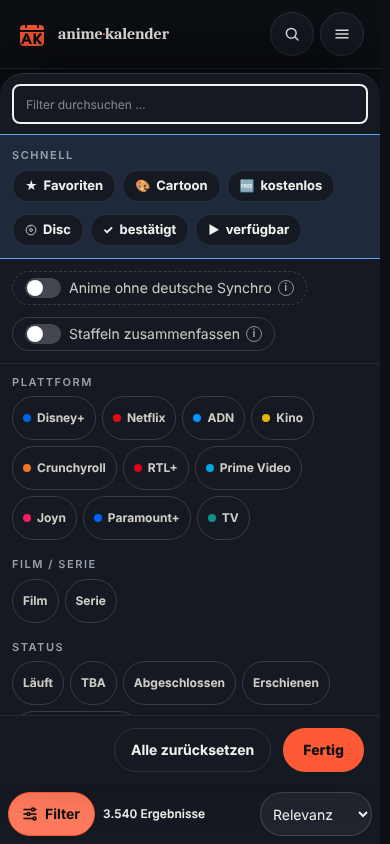 AK anime·kalender
Filter durchsuchen ...
SCHNELL
★ Favoriten Cartoon FREE kostenlos
Disc ✓ bestätigt ▶ verfügbar
Anime ohne deutsche Synchro i
Staffeln zusammenfassen i
PLATTFORM
Disney+ Netflix ADN Kino
Crunchyroll RTL+ Prime Video
Joyn Paramount+ TV
FILM / SERIE
Film Serie
STATUS
Läuft TBA Abgeschlossen Erschienen
Alle zurücksetzen Fertig
Filter 3.540 Ergebnisse Relevanz